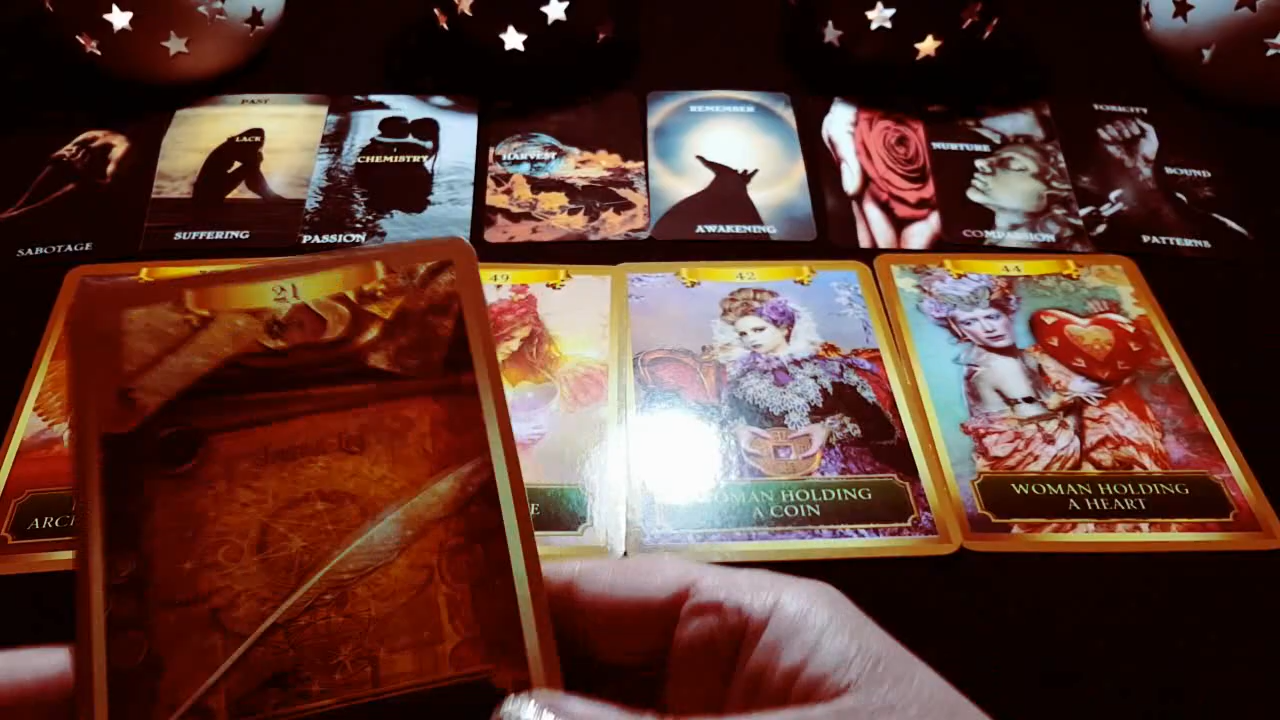 PAST
REMEMBER
TOXICITY
LACK
HARVEST
CHEMISTRY
NURTURE
BOUND
SABOTAGE
SUFFERING
PASSION
AWAKENING
COMPASSION
PATTERNS
21
49
42
44
WOMAN HOLDING
A COIN
WOMAN HOLDING
A HEART